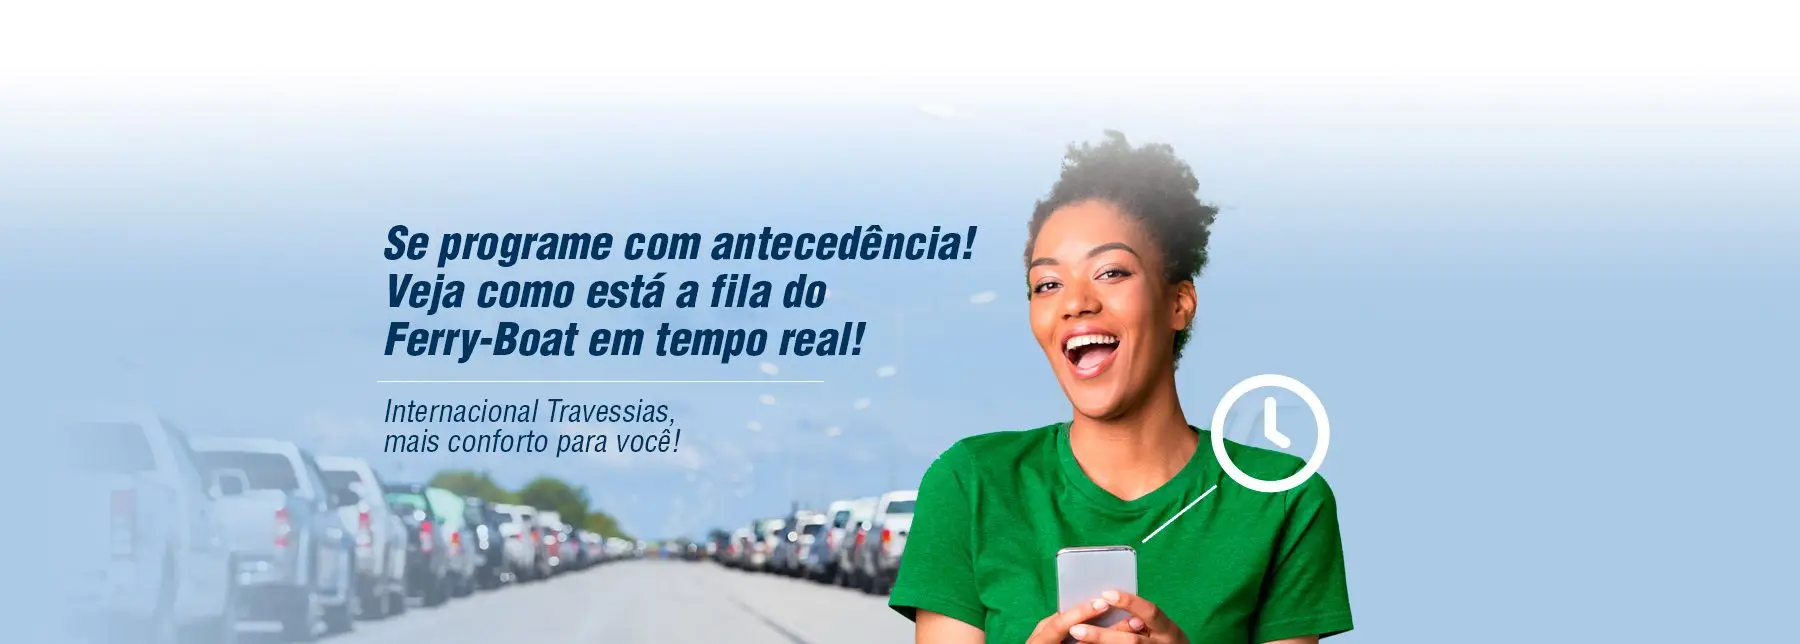 Se programe com antecedência!
Veja como está a fila do
Ferry-Boat em tempo real!
Internacional Travessias,
mais conforto para você!